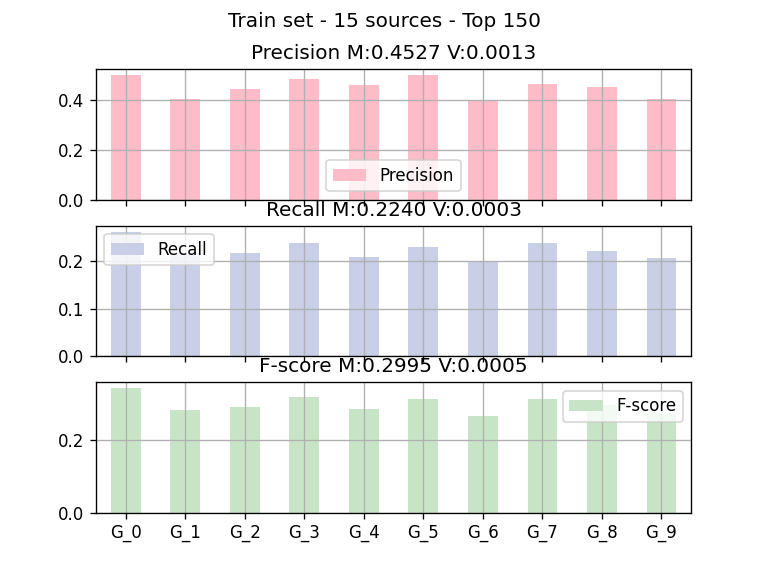 Train set - 15 sources - Top 150
Precision M:0.4527 V:0.0013
0.4
0.2
0.0
Precision
Recall M:0.2240 V:0.0003
0.2
0.1
0.0
Recall
F-score M:0.2995 V:0.0005
0.2
0.0
F-score
G_0 G_1 G_2 G_3 G_4 G_5 G_6 G_7 G_8 G_9